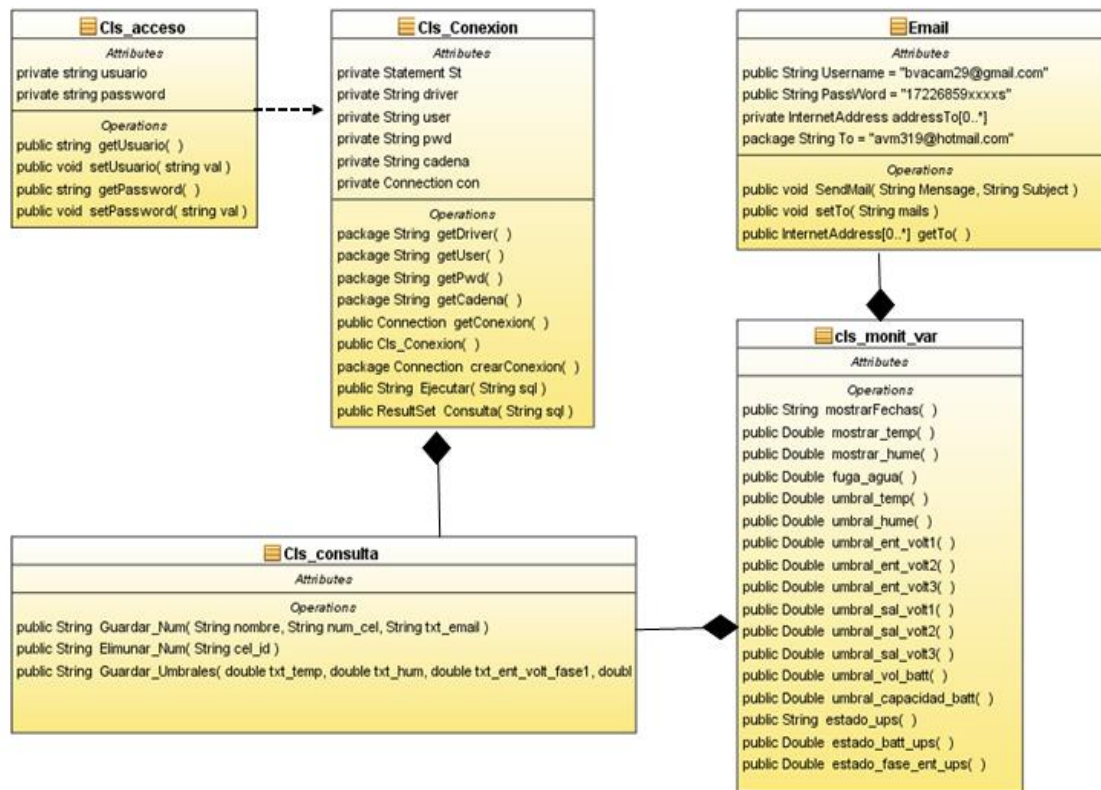 Cls_acceso
Attributes
private string usuario
private string password
Operations
public string getUsuario( )
public void setUsuario( string val )
public string getPassword( )
public void setPassword( string val )
Cls_Conexion
Attributes
private Statement St
private String driver
private String user
private String pwd
private String cadena
private Connection con
Operations
package String getDriver( )
package String getUser( )
package String getPwd( )
package String getCadena( )
public Connection getConexion( )
public Cls_Conexion( )
package Connection crearConexion( )
public String Ejecutar( String sql )
public ResultSet Consulta( String sql )
Email
Attributes
public String Username = "bvacam29@gmail.com"
public String PassWord = "17226859xxxxs"
private InternetAddress addressTo[0..*]
package String To = "avm319@hotmail.com"
Operations
public void SendMail( String Message, String Subject )
public void setTo( String mails )
public InternetAddress[0..*] getTo( )
cls_monit_var
Attributes
Operations
public String mostrarFechas( )
public Double mostrar_temp( )
public Double mostrar_hume( )
public Double fuga_agua( )
public Double umbral_temp( )
public Double umbral_hume( )
public Double umbral_ent_volt1( )
public Double umbral_ent_volt2( )
public Double umbral_ent_volt3( )
public Double umbral_sal_volt1( )
public Double umbral_sal_volt2( )
public Double umbral_sal_volt3( )
public Double umbral_vol_batt( )
public Double umbral_capacidad_batt( )
public String estado_ups( )
public Double estado_batt_ups( )
public Double estado_fase_ent_ups( )
Cls_consulta
Attributes
Operations
public String Guardar_Num( String nombre, String num_cel, String txt_email )
public String Elimunar_Num( String cel_id )
public String Guardar_Umbrales( double txt_temp, double txt_hum, double txt_ent_volt_fase1, doubl